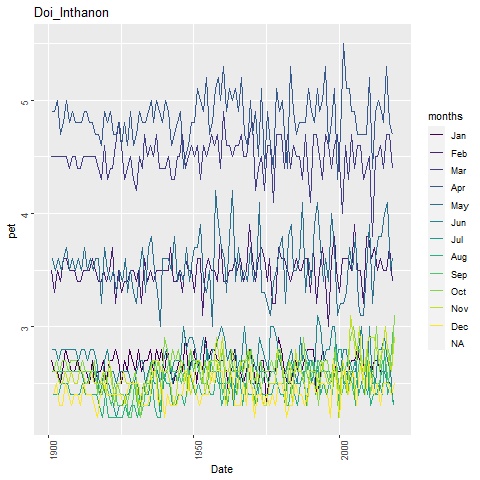 Doi_Inthanon
pet
5
4
3
1900
1950
2000
Date
months
Jan
Feb
Mar
Apr
May
Jun
Jul
Aug
Sep
Oct
Nov
Dec
NA